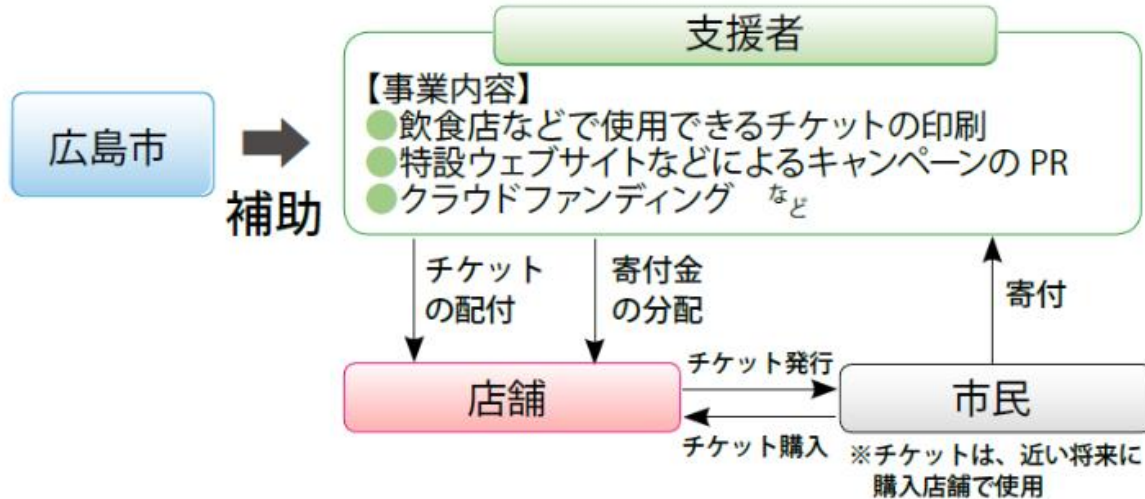 支援者
広島市
補助
【事業内容】
●飲食店などで使用できるチケットの印刷
●特設ウェブサイトなどによるキャンペーンの PR
●クラウドファンディング など
チケット
の配付
寄付金
の分配
寄付
店舗
チケット発行
チケット購入
市民
※チケットは、近い将来に
購入店舗で使用